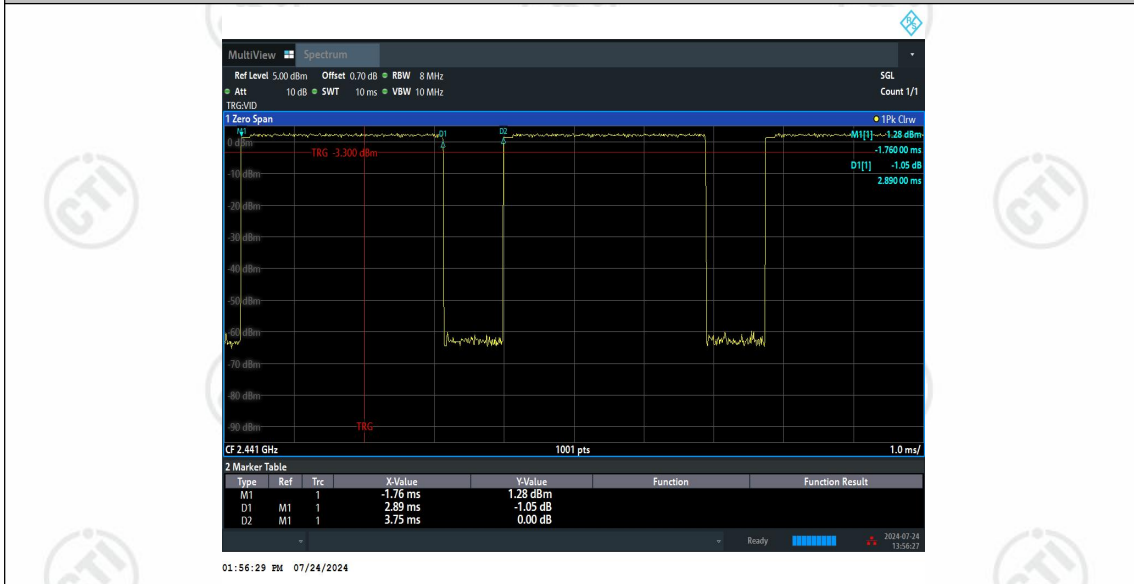 R&S
MultiView Spectrum
Ref Level 5.00 dBm Offset 0.70 dB RBW 8 MHz SGL
Att 10 dB SWT 10 ms VBW 10 MHz Count 1/1
TRG:VID
1 Zero Span 1Pk Clrw
M1 D1 D2 M1[1] 1.28 dBm
0 dBm
TRG -3.300 dBm -1.760 00 ms
D1[1] -1.05 dB
-10 dBm 2.890 00 ms
-20 dBm
-30 dBm
-40 dBm
-50 dBm
-60 dBm
-70 dBm
-80 dBm
-90 dBm TRG
CF 2.441 GHz 1001 pts 1.0 ms/
2 Marker Table
Type Ref Trc X-Value Y-Value Function Function Result
M1 1 -1.76 ms 1.28 dBm
D1 M1 1 2.89 ms -1.05 dB
D2 M1 1 3.75 ms 0.00 dB
Ready 2024-07-24
13:56:27
01:56:29 PM 07/24/2024
CTI
CTI
CTI
CTI